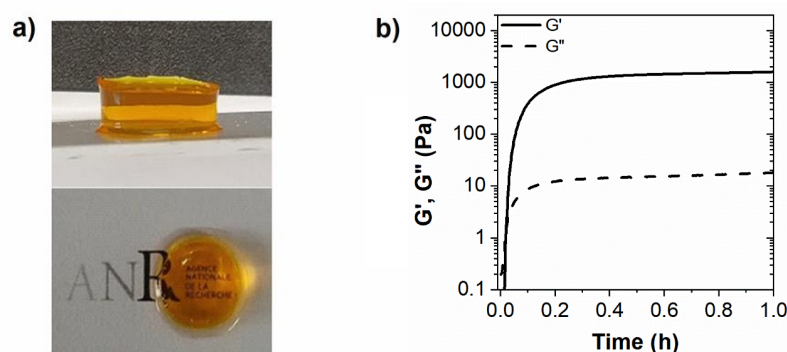 a)
ANR
AGENCE
NATIONALE
DE LA
RECHERCHE
b)
G'
G"
10000
1000
100
10
1
0.1
G', G" (Pa)
0.0 0.2 0.4 0.6 0.8 1.0
Time (h)